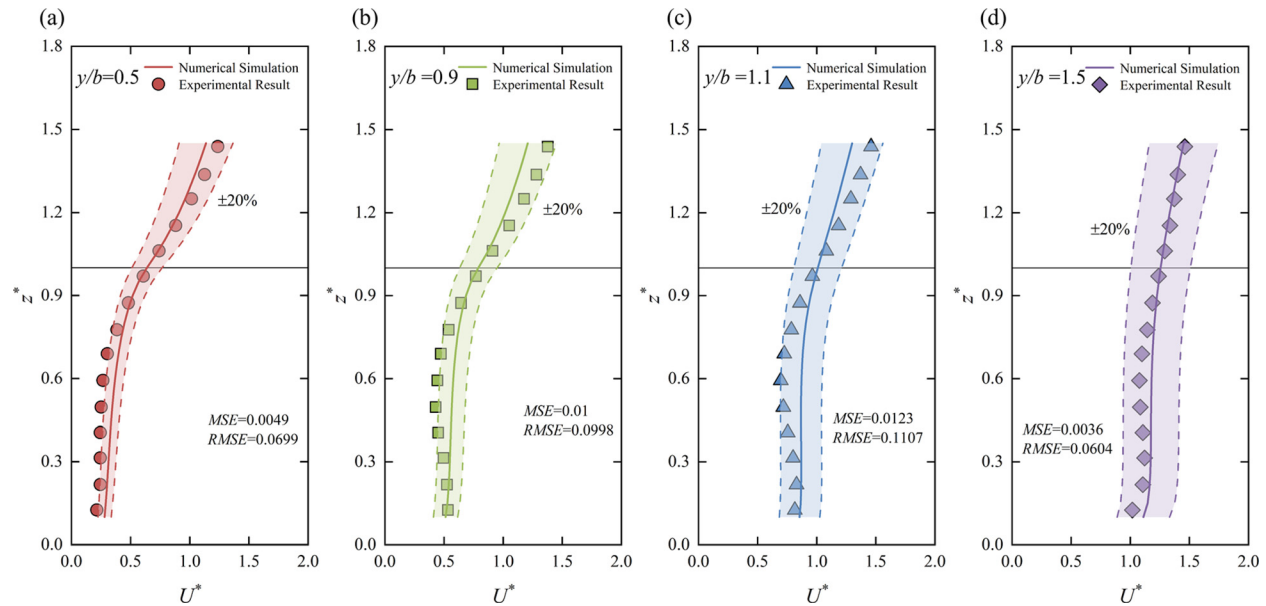 (a)
1.8
y/b=0.5
Numerical Simulation
Experimental Result
1.5
±20%
1.2
z*
0.9
0.6
MSE=0.0049
RMSE=0.0699
0.3
0.0
0.0 0.5 1.0 1.5 2.0
U*
(b)
1.8
y/b =0.9
Numerical Simulation
Experimental Result
1.5
±20%
1.2
z*
0.9
0.6
MSE=0.01
RMSE=0.0998
0.3
0.0
0.0 0.5 1.0 1.5 2.0
U*
(c)
1.8
y/b =1.1
Numerical Simulation
Experimental Result
1.5
±20%
1.2
z*
0.9
0.6
MSE=0.0123
RMSE=0.1107
0.3
0.0
0.0 0.5 1.0 1.5 2.0
U*
(d)
1.8
y/b =1.5
Numerical Simulation
Experimental Result
1.5
±20%
1.2
z*
0.9
0.6
MSE=0.0036
RMSE=0.0604
0.3
0.0
0.0 0.5 1.0 1.5 2.0
U*